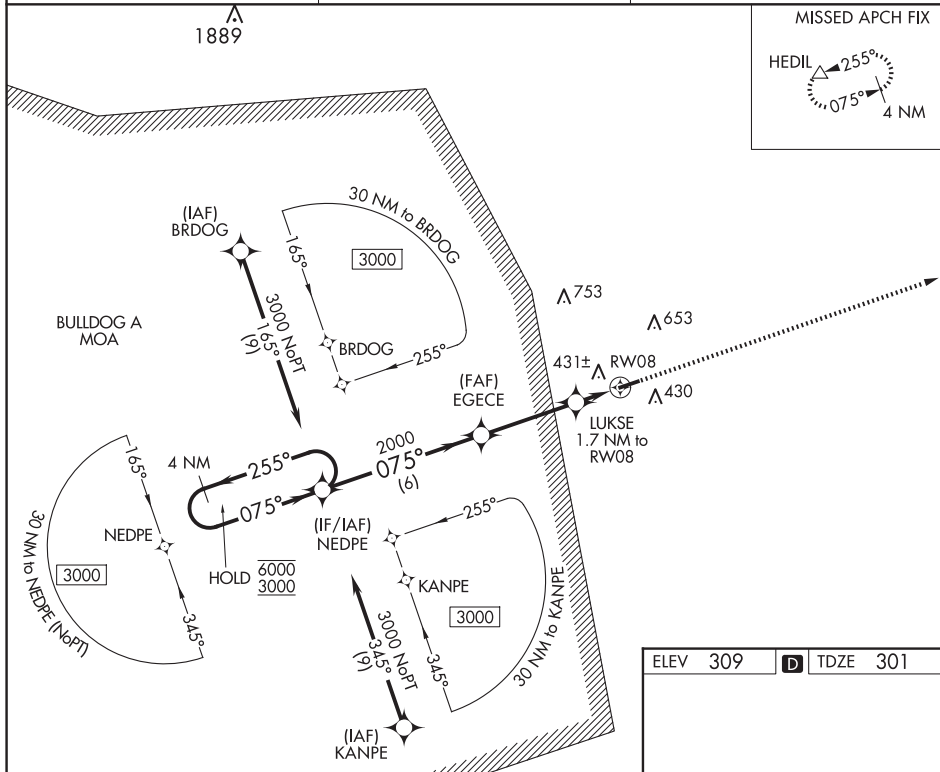 1889
MISSED APCH FIX
HEDIL
255°
075°
4 NM
(IAF)
BRDOG
30 NM to BRDOG
165°
3000
3000 NoPT
165°
(9)
BRDOG
255°
BULLDOG A
MOA
753
653
431± RW08
430
(FAF)
EGECE
LUKSE
1.7 NM to
RW08
2000
075°
(6)
4 NM
255°
075°
(IF/IAF)
NEDPE
HOLD 6000
3000
165°
NEDPE
3000
30 NM to NEDPE (NoPT)
345°
255°
KANPE
3000
30 NM to KANPE
345°
3000 NoPT
345°
(9)
(IAF)
KANPE
ELEV 309 D TDZE 301